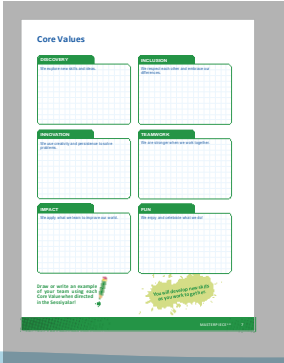 Core Values
DISCOVERY
We explore new skills and ideas.
INCLUSION
We respect each other and embrace our
differences.
INNOVATION
We use creativity and persistence to solve
problems.
TEAMWORK
We are stronger when we work together.
IMPACT
We apply what we learn to improve our world.
FUN
We enjoy and celebrate what we do!
Draw or write an example
of your team using each
Core Value when directed
in the Session/or!
You will develop new skills
as you work together.
MASTERPIECE℠